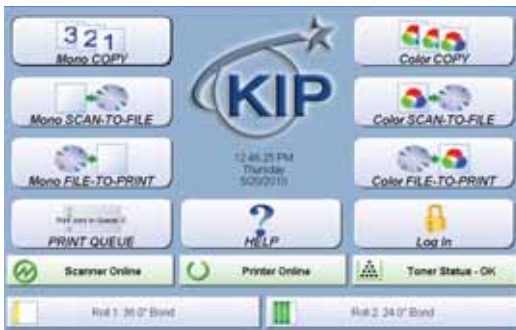 3 2 1
Mono COPY
Color COPY
KIP
Mono SCAN-TO-FILE
Color SCAN-TO-FILE
12:46:25 PM
Thursday
5/20/2010
Mono FILE-TO-PRINT
Color FILE-TO-PRINT
PRINT QUEUE
?
HELP
Log In
Scanner Online
Printer Online
Toner Status - OK
Roll 1: 36.0" Bond
Roll 2: 24.0" Bond